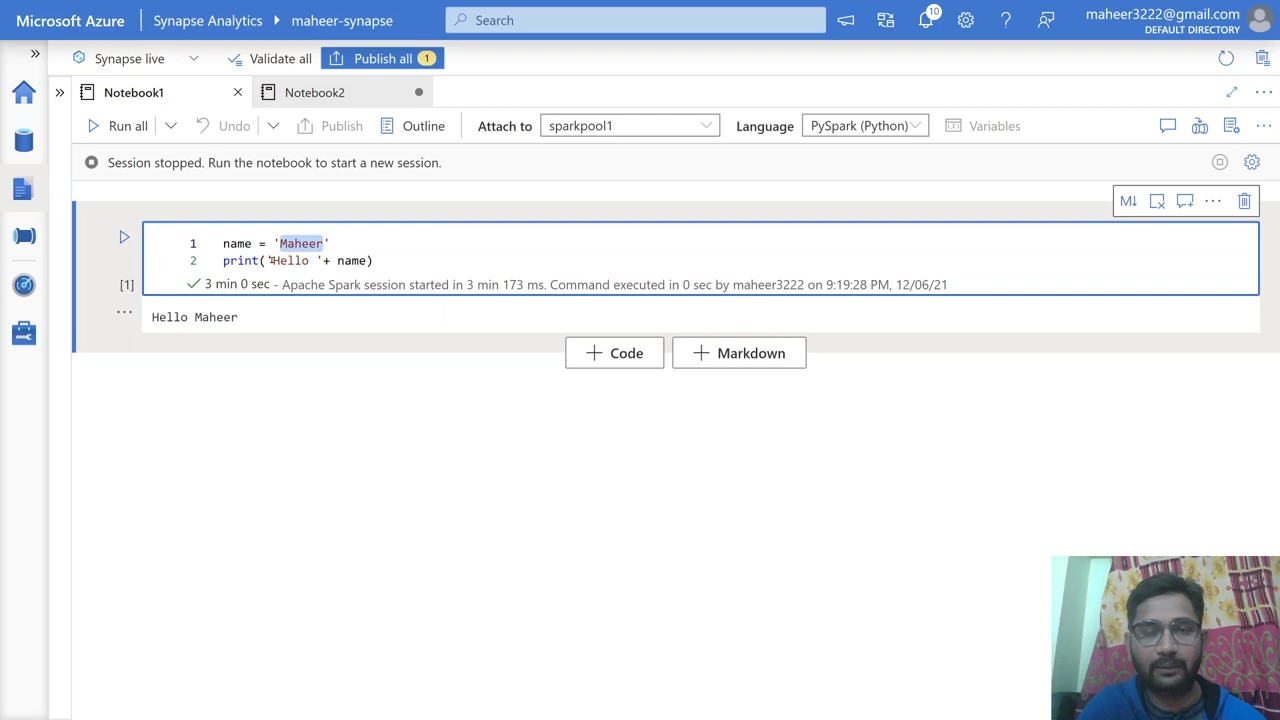 Microsoft Azure
Synapse Analytics
maheer-synapse
Search
10
maheer3222@gmail.com
DEFAULT DIRECTORY
Synapse live
Validate all
Publish all 1
Notebook1
Notebook2
Run all
Undo
Publish
Outline
Attach to
sparkpool1
Language
PySpark (Python)
Variables
Session stopped. Run the notebook to start a new session.
M↓
1 name = 'Maheer'
2 print('Hello '+ name)
[1]
3 min 0 sec - Apache Spark session started in 3 min 173 ms. Command executed in 0 sec by maheer3222 on 9:19:28 PM, 12/06/21
Hello Maheer
+ Code
+ Markdown